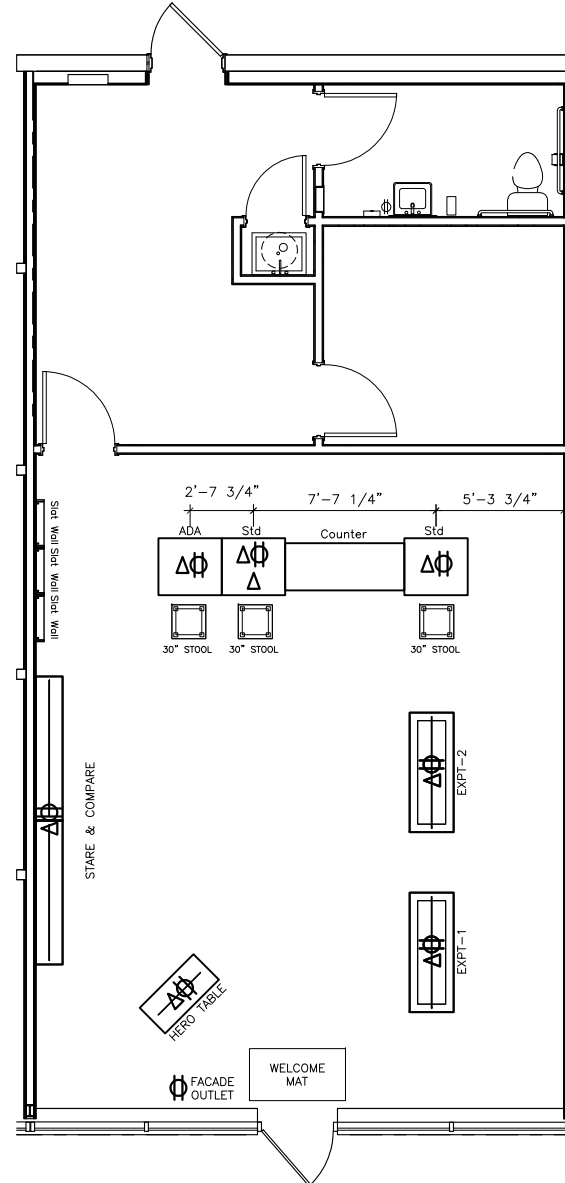 2'-7 3/4"
7'-7 1/4"
5'-3 3/4"
ADA
Std
Counter
Std
30" STOOL
30" STOOL
30" STOOL
Slat Wall
Slat Wall
Slat Wall
STARE & COMPARE
EXPT-2
EXPT-1
HERO TABLE
FACADE
OUTLET
WELCOME
MAT